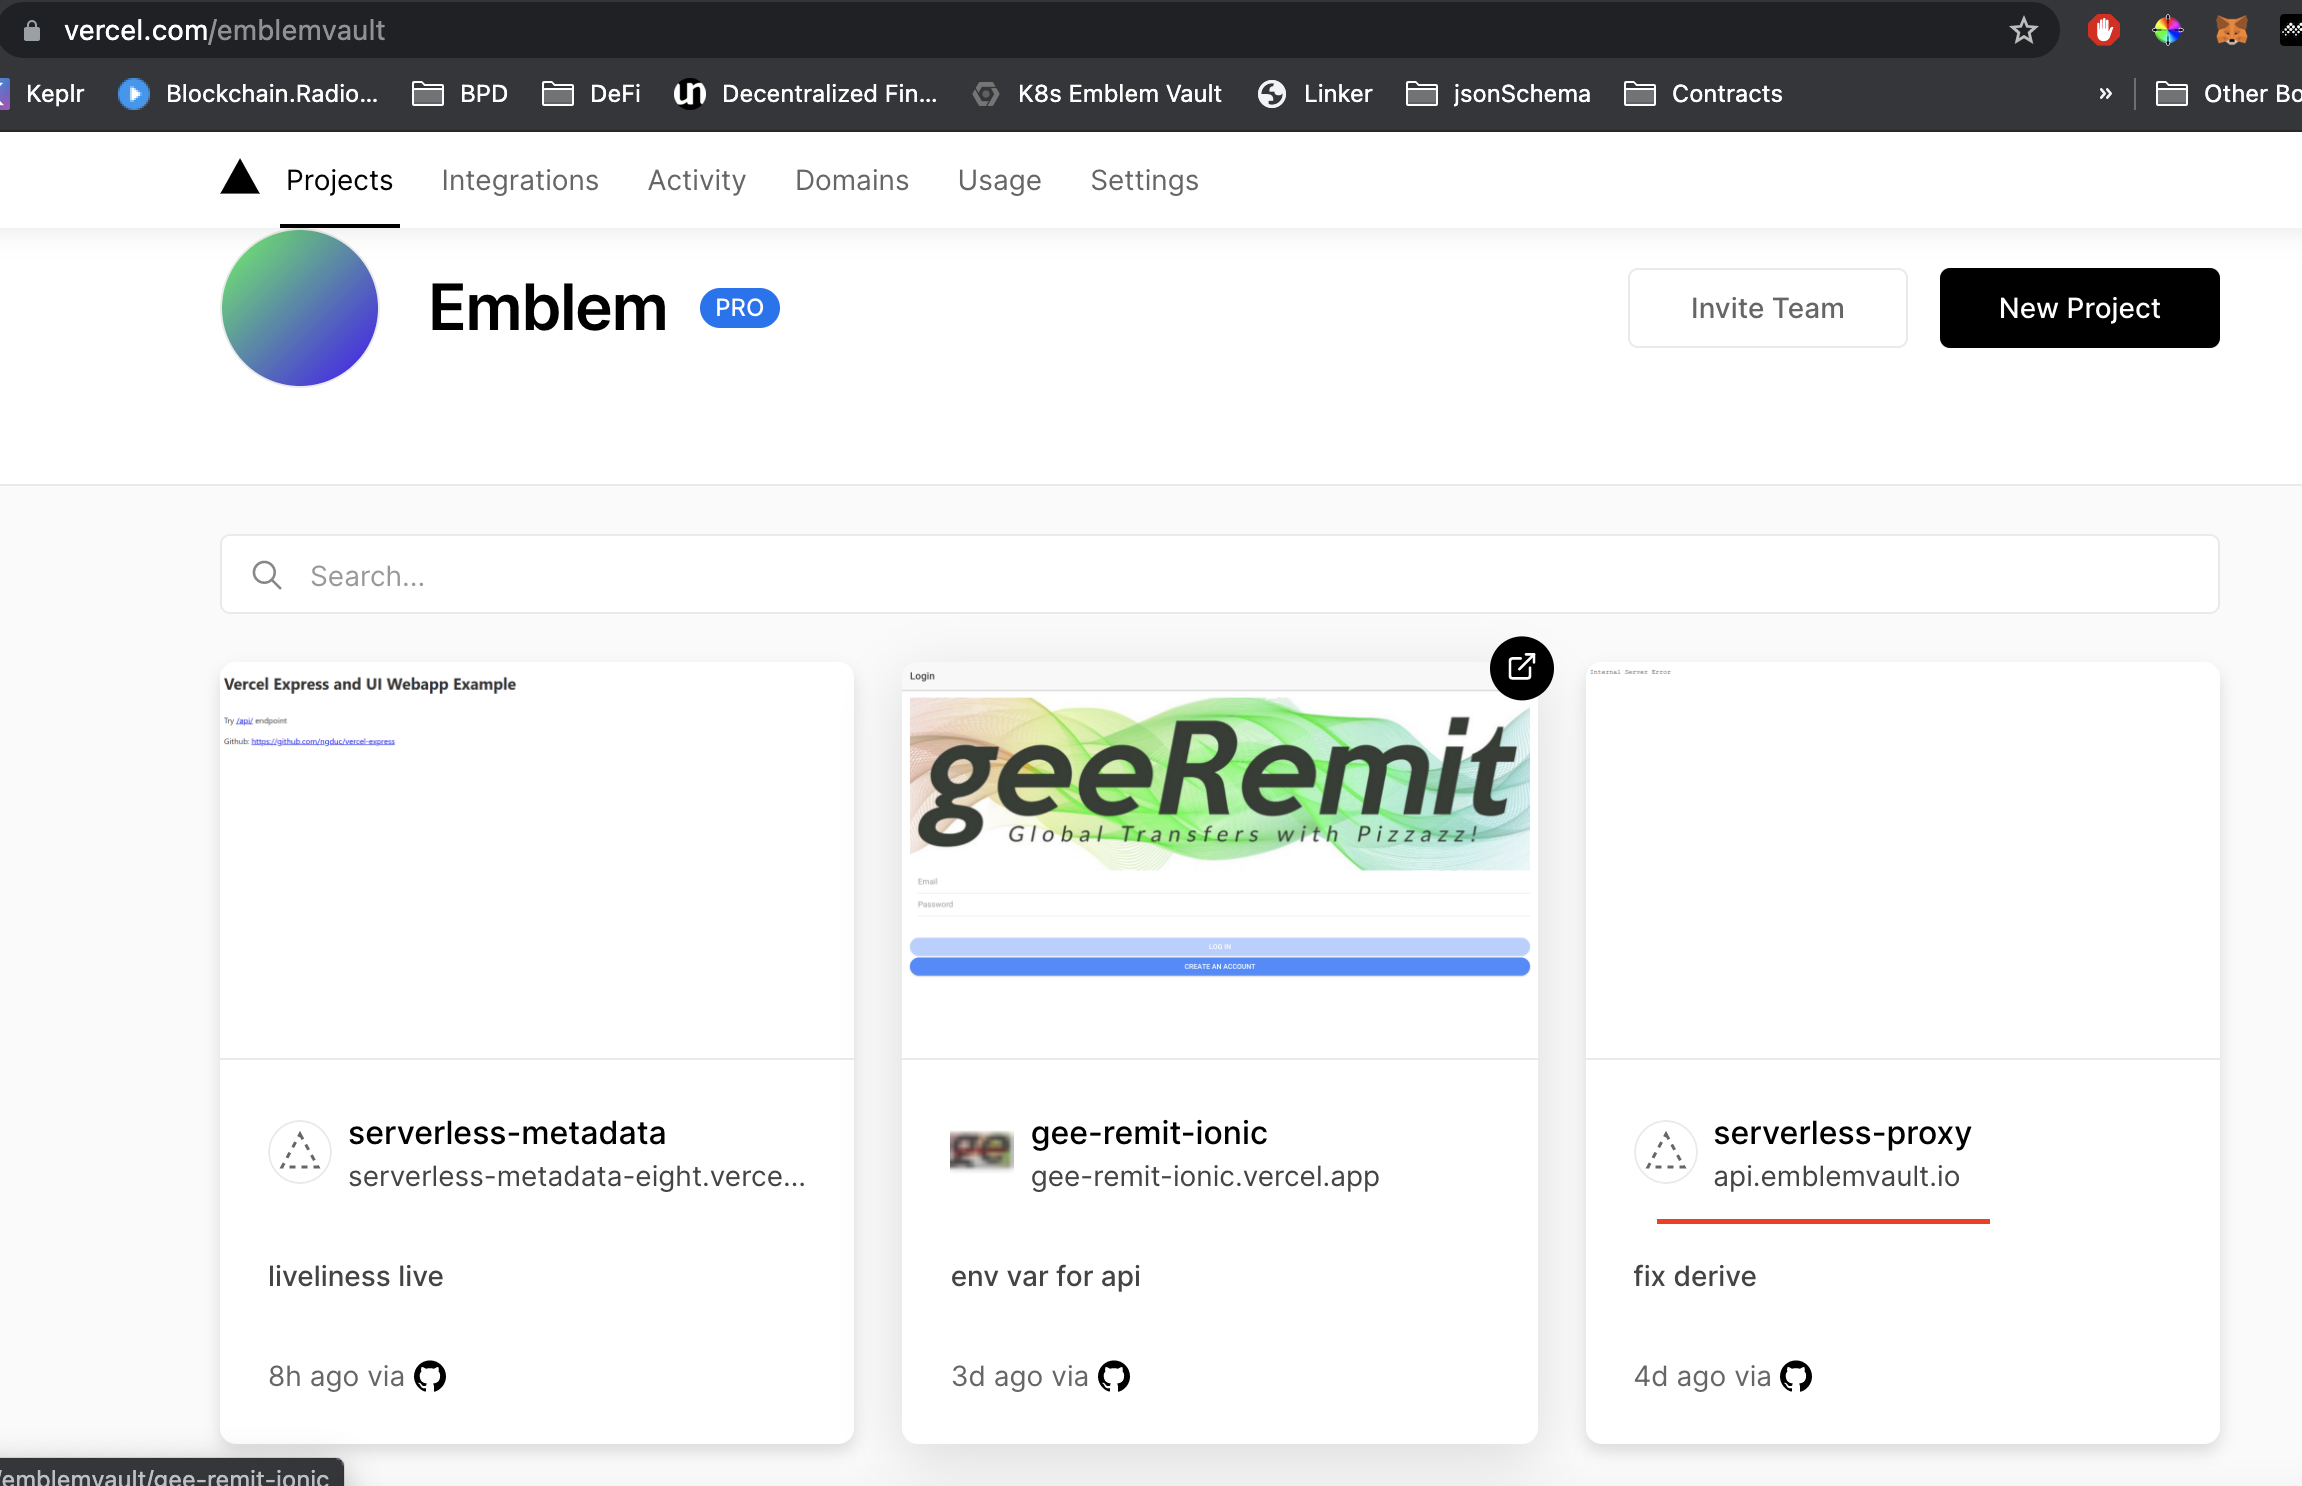 vercel.com/emblemvault
Keplr
Blockchain.Radio...
BPD
DeFi
un
Decentralized Fin...
K8s Emblem Vault
Linker
jsonSchema
Contracts
»
Other Bo
Projects
Integrations
Activity
Domains
Usage
Settings
Emblem
PRO
Invite Team
New Project
Search...
Vercel Express and UI Webapp Example
Try /api/ endpoint
Github: https://github.com/ngduc/vercel-express
Login
geeRemit
Global Transfers with Pizzazz!
Email
Password
LOG IN
CREATE AN ACCOUNT
Internal Server Error
serverless-metadata
serverless-metadata-eight.verce...
liveliness live
8h ago via
gee
gee-remit-ionic
gee-remit-ionic.vercel.app
env var for api
3d ago via
serverless-proxy
api.emblemvault.io
fix derive
4d ago via
/emblemvault/gee-remit-ionic